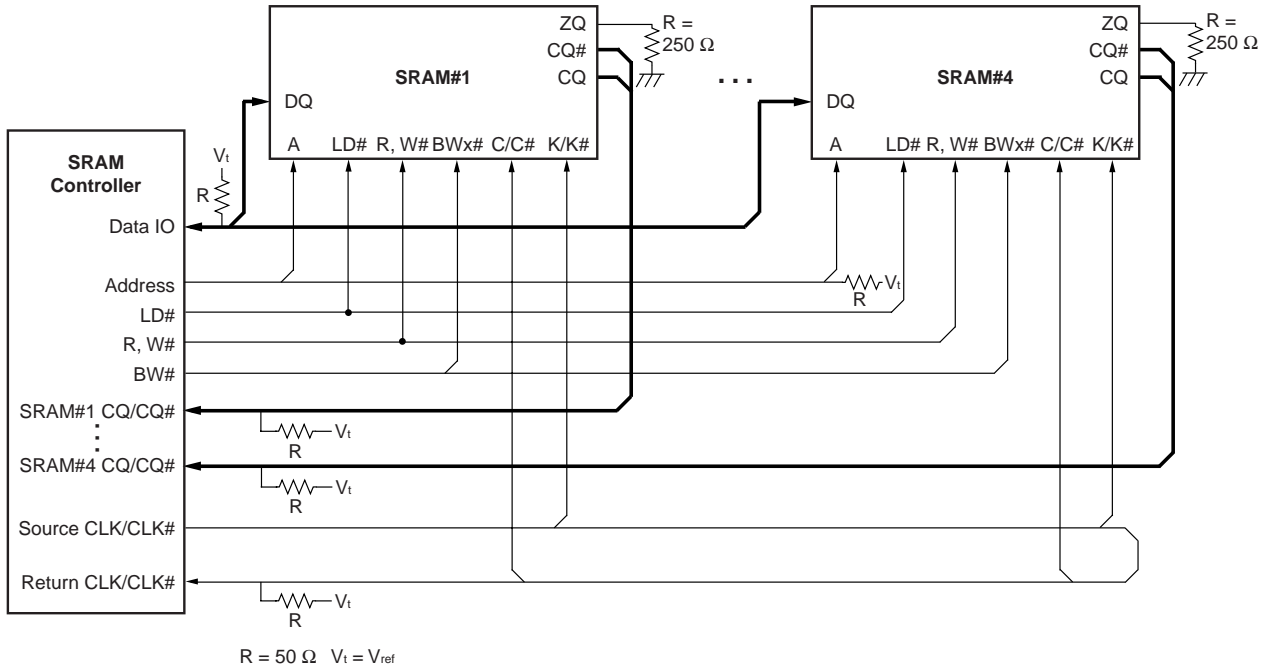 ZQ
R =
250 Ω
CQ#
SRAM#1
CQ
DQ
A LD# R, W# BWx# C/C# K/K#
. . .
ZQ
R =
250 Ω
CQ#
SRAM#4
CQ
DQ
A LD# R, W# BWx# C/C# K/K#
SRAM
Controller
Vt
R
Data IO
Address
Vt
R
LD#
R, W#
BW#
SRAM#1 CQ/CQ#
Vt
R
SRAM#4 CQ/CQ#
Vt
R
Source CLK/CLK#
Return CLK/CLK#
Vt
R
R = 50 Ω Vt = Vref